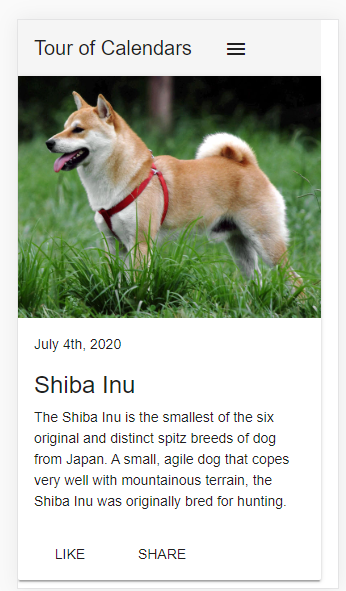 Tour of Calendars
July 4th, 2020
Shiba Inu
The Shiba Inu is the smallest of the six
original and distinct spitz breeds of dog
from Japan. A small, agile dog that copes
very well with mountainous terrain, the
Shiba Inu was originally bred for hunting.
LIKE SHARE